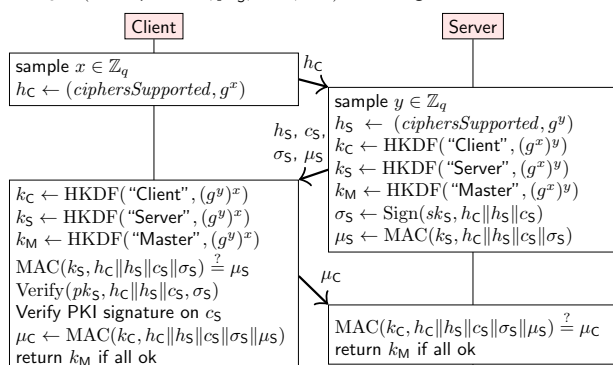 Client
Server
sample x ∈ ℤ_q
h_C ← (ciphersSupported, g^x)
h_C
sample y ∈ ℤ_q
h_S ← (ciphersSupported, g^y)
k_C ← HKDF("Client", (g^x)^y)
k_S ← HKDF("Server", (g^x)^y)
k_M ← HKDF("Master", (g^x)^y)
σ_S ← Sign(sk_S, h_C‖h_S‖c_S)
μ_S ← MAC(k_S, h_C‖h_S‖c_S‖σ_S)
h_S, c_S,
σ_S, μ_S
k_C ← HKDF("Client", (g^y)^x)
k_S ← HKDF("Server", (g^y)^x)
k_M ← HKDF("Master", (g^y)^x)
MAC(k_S, h_C‖h_S‖c_S‖σ_S) ≟ μ_S
Verify(pk_S, h_C‖h_S‖c_S, σ_S)
Verify PKI signature on c_S
μ_C ← MAC(k_C, h_C‖h_S‖c_S‖σ_S‖μ_S)
return k_M if all ok
μ_C
MAC(k_C, h_C‖h_S‖c_S‖σ_S‖μ_S) ≟ μ_C
return k_M if all ok